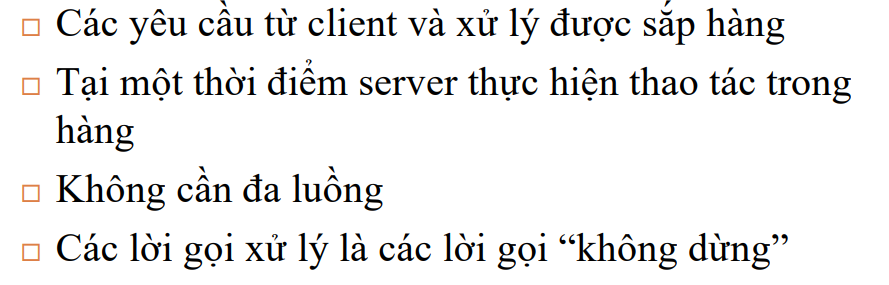 Các yêu cầu từ client và xử lý được sắp hàng
Tại một thời điểm server thực hiện thao tác trong
hàng
Không cần đa luồng
Các lời gọi xử lý là các lời gọi “không dừng”